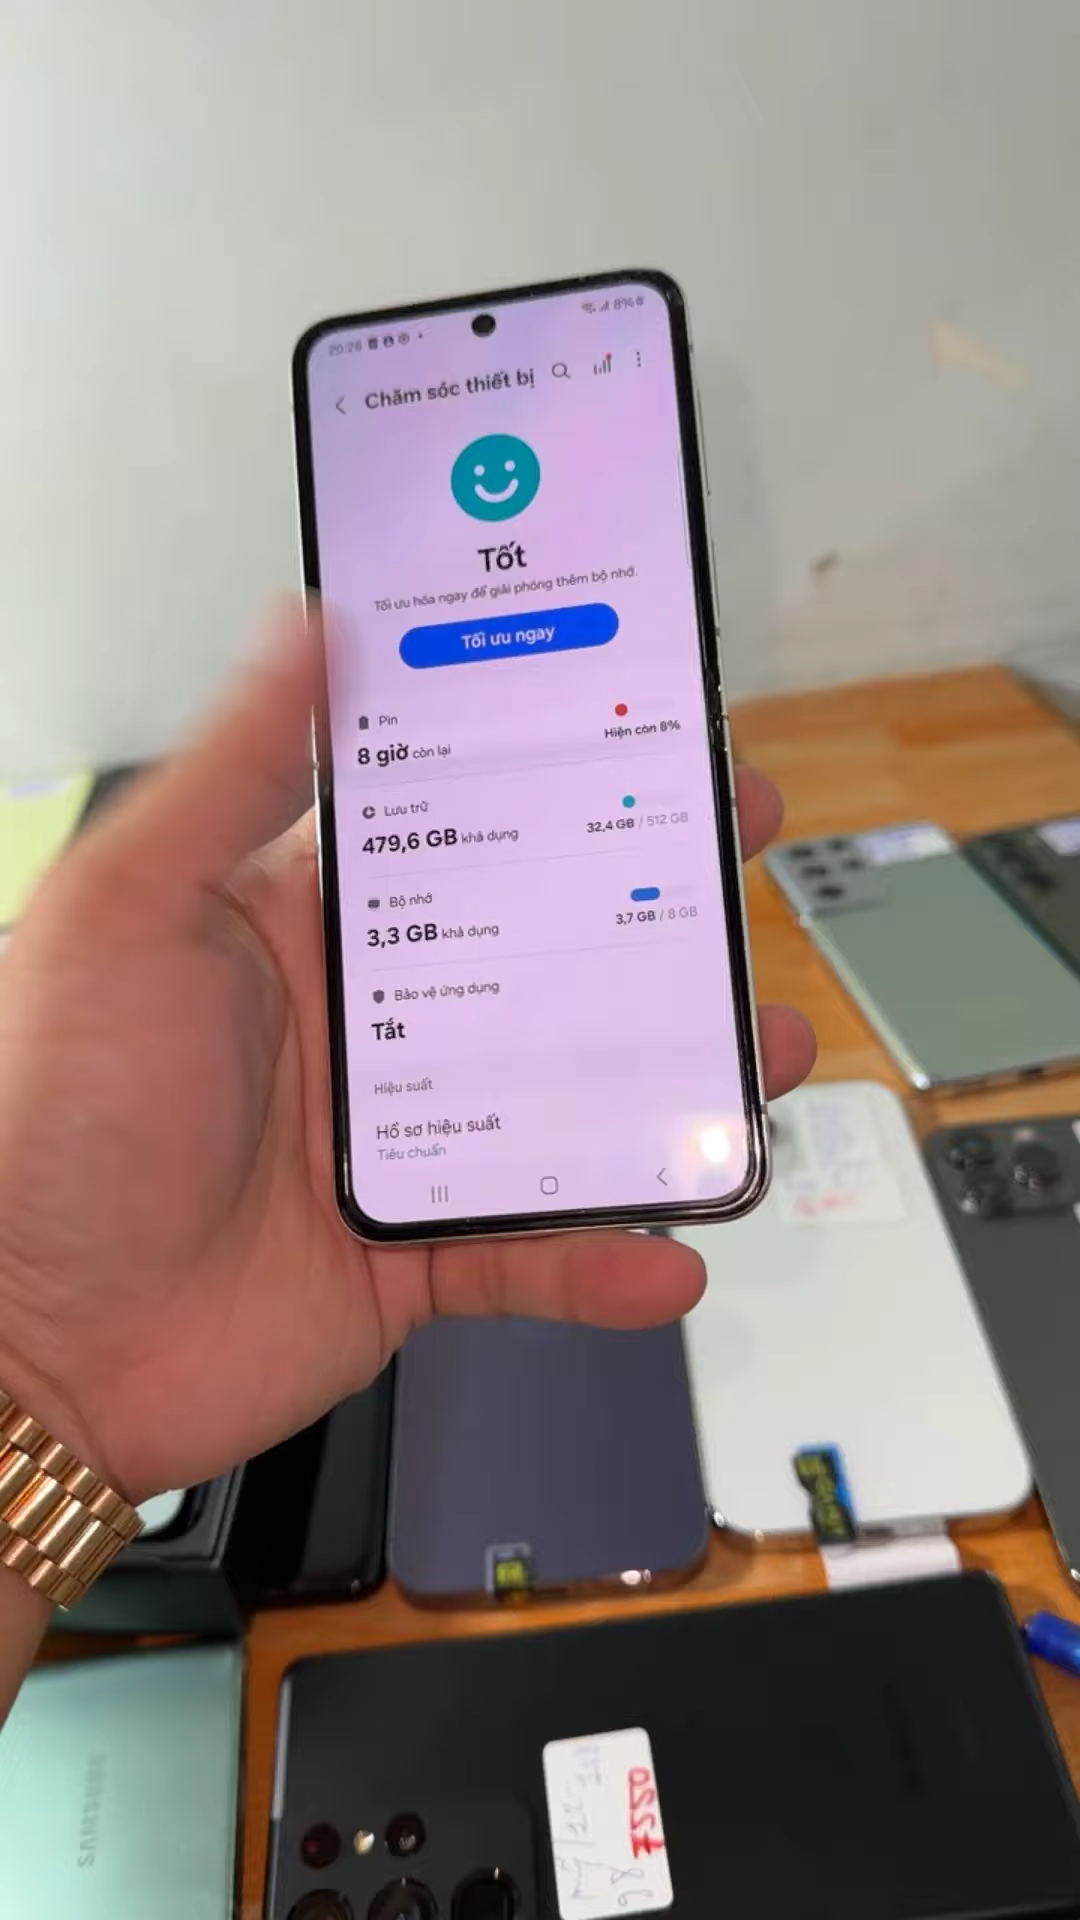 20:28
8%
Chăm sóc thiết bị
Tốt
Tối ưu hóa ngay để giải phóng thêm bộ nhớ.
Tối ưu ngay
Pin
8 giờ còn lại
Hiện còn 8%
Lưu trữ
479,6 GB khả dụng
32,4 GB / 512 GB
Bộ nhớ
3,3 GB khả dụng
3,7 GB / 8 GB
Bảo vệ ứng dụng
Tắt
Hiệu suất
Hồ sơ hiệu suất
Tiêu chuẩn
SAMSUNG
7550